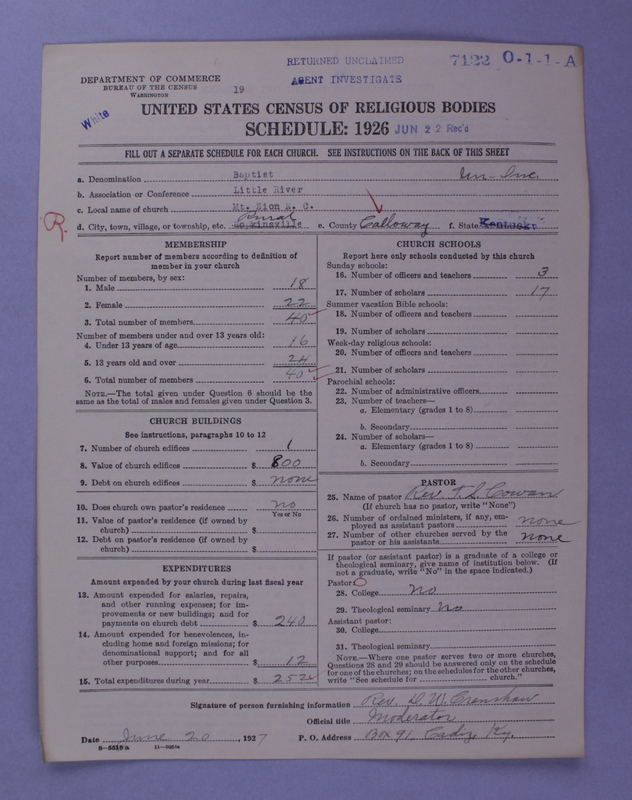 RETURNED UNCLAIMED
7122 O-1-1-A
DEPARTMENT OF COMMERCE
BUREAU OF THE CENSUS
WASHINGTON
19
AGENT INVESTIGATE
White
UNITED STATES CENSUS OF RELIGIOUS BODIES
SCHEDULE: 1926 JUN 22 Rec'd
FILL OUT A SEPARATE SCHEDULE FOR EACH CHURCH. SEE INSTRUCTIONS ON THE BACK OF THIS SHEET
a. Denomination Baptist Un-Inc.
b. Association or Conference Little River
c. Local name of church Mt. Zion N. C.
R. d. City, town, village, or township, etc. Hopkinsville Rural e. County Calloway f. State Kentucky
MEMBERSHIP
Report number of members according to definition of
member in your church
Number of members, by sex:
1. Male 18
2. Female 22
3. Total number of members 40
Number of members under and over 13 years old:
4. Under 13 years of age 16
5. 13 years old and over 24
6. Total number of members 40
NOTE.—The total given under Question 6 should be the
same as the total of males and females given under Question 3.
CHURCH BUILDINGS
See instructions, paragraphs 10 to 12
7. Number of church edifices 1
8. Value of church edifices $ 800
9. Debt on church edifices $ none
10. Does church own pastor's residence no
Yes or No
11. Value of pastor's residence (if owned by
church) $
12. Debt on pastor's residence (if owned by
church) $
EXPENDITURES
Amount expended by your church during last fiscal year
13. Amount expended for salaries, repairs,
and other running expenses; for im-
provements or new buildings; and for
payments on church debt $ 240
14. Amount expended for benevolences, in-
cluding home and foreign missions; for
denominational support; and for all
other purposes $ 12
15. Total expenditures during year $ 252
CHURCH SCHOOLS
Report here only schools conducted by this church
Sunday schools:
16. Number of officers and teachers 3
17. Number of scholars 17
Summer vacation Bible schools:
18. Number of officers and teachers
19. Number of scholars
Week-day religious schools:
20. Number of officers and teachers
21. Number of scholars
Parochial schools:
22. Number of administrative officers
23. Number of teachers—
a. Elementary (grades 1 to 8)
b. Secondary
24. Number of scholars—
a. Elementary (grades 1 to 8)
b. Secondary
PASTOR
25. Name of pastor Rev. T. L. Cowan
(If church has no pastor, write "None")
26. Number of ordained ministers, if any, em-
ployed as assistant pastors none
27. Number of other churches served by the
pastor or his assistants none
If pastor (or assistant pastor) is a graduate of a college or
theological seminary, give name of institution below. (If
not a graduate, write "No" in the space indicated.)
Pastor:
28. College No
29. Theological seminary No
Assistant pastor:
30. College
31. Theological seminary
NOTE.—Where one pastor serves two or more churches,
Questions 28 and 29 should be answered only on the schedule
for one of the churches; on the schedules for the other churches,
write "See schedule for church."
Signature of person furnishing information Rev. D. W. Crenshaw
Official title Moderator
Date June 20, 1927 P. O. Address Box 91, Cadiz, Ky.